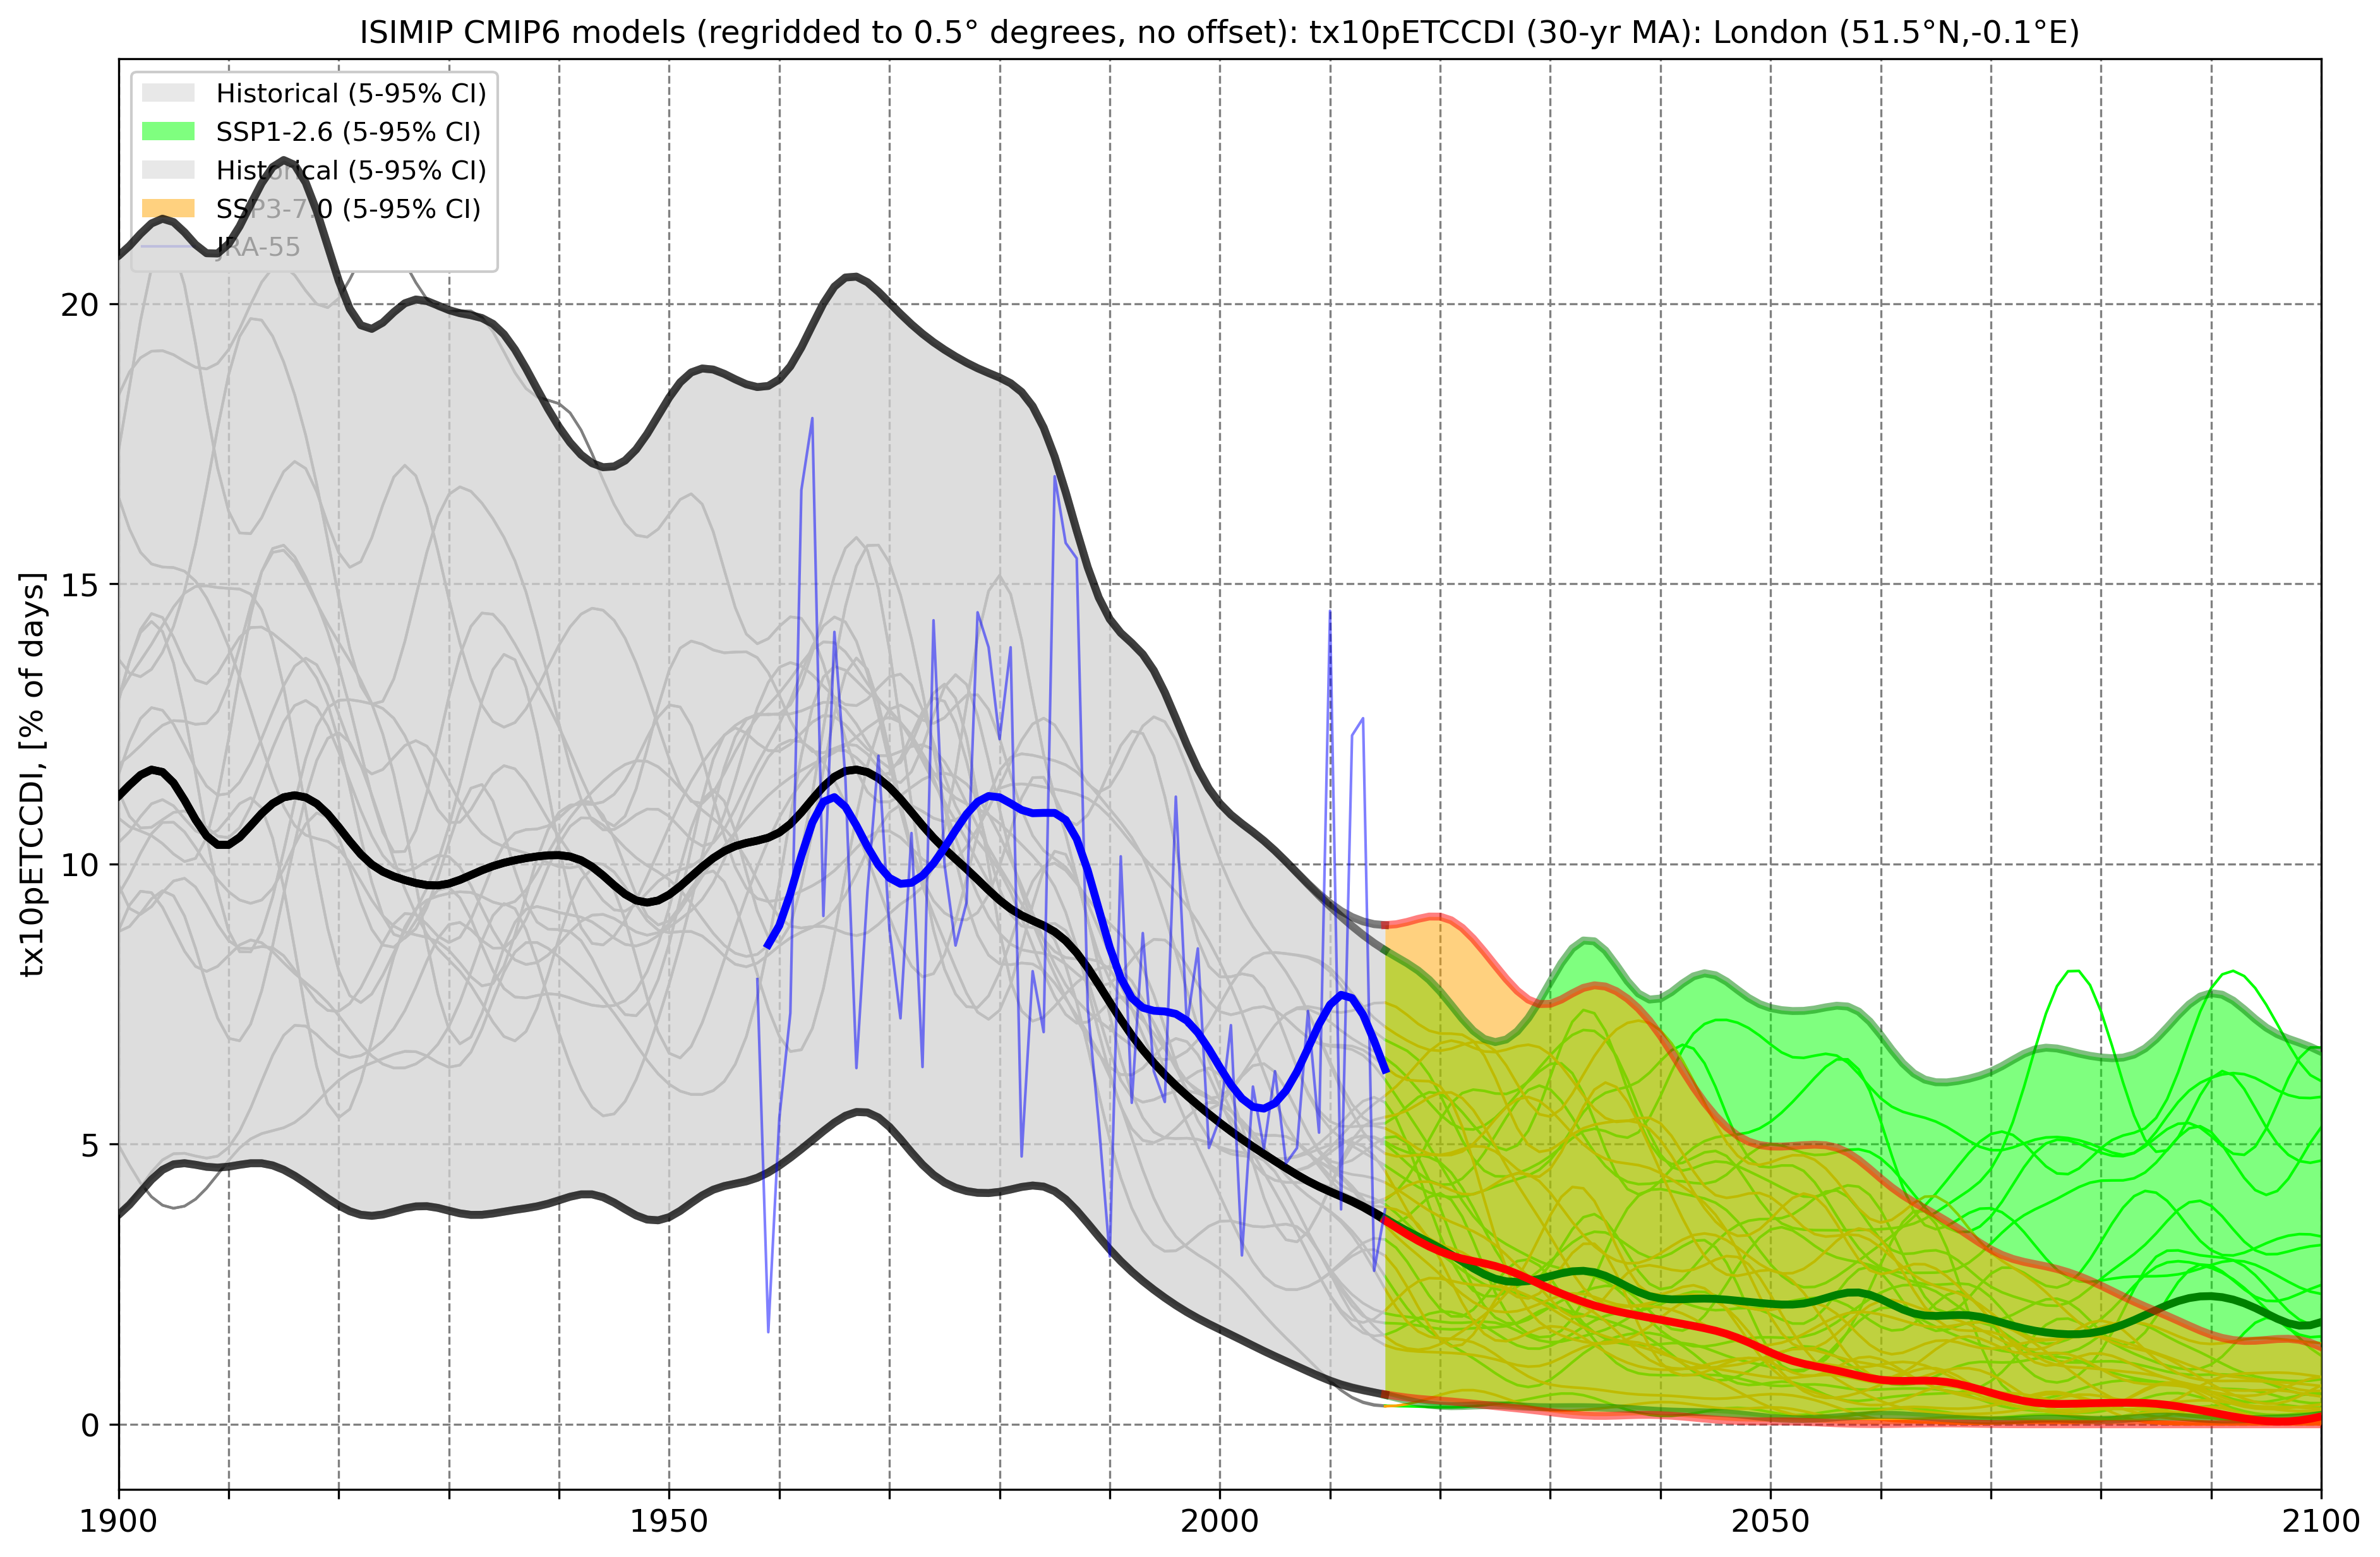 ISIMIP CMIP6 models (regridded to 0.5° degrees, no offset): tx10pETCCDI (30-yr MA): London (51.5°N,-0.1°E)
Historical (5-95% CI)
SSP1-2.6 (5-95% CI)
Historical (5-95% CI)
SSP3-7.0 (5-95% CI)
JRA-55
tx10pETCCDI, [% of days]
20
15
10
5
0
1900 1950 2000 2050 2100